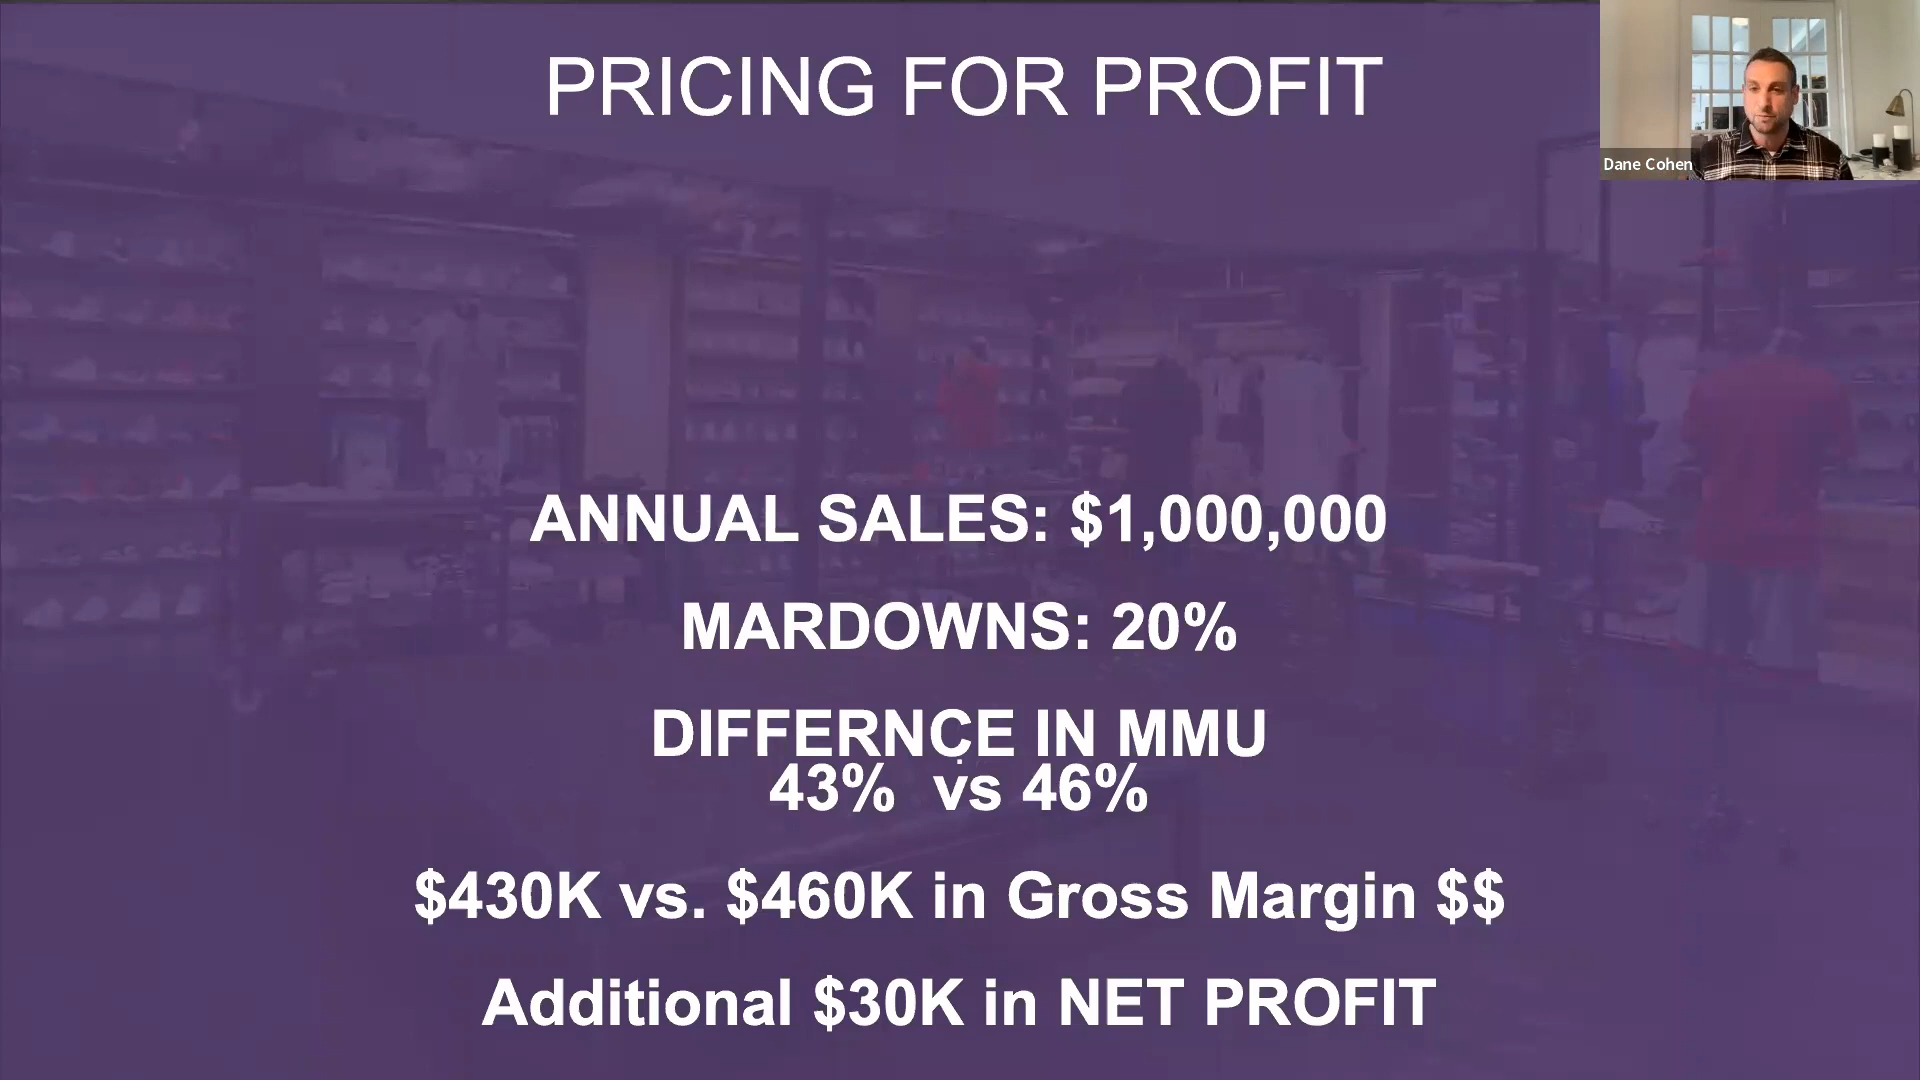 PRICING FOR PROFIT
Dane Cohen
ANNUAL SALES: $1,000,000
MARDOWNS: 20%
DIFFERNCE IN MMU
43% vs 46%
$430K vs. $460K in Gross Margin $$
Additional $30K in NET PROFIT